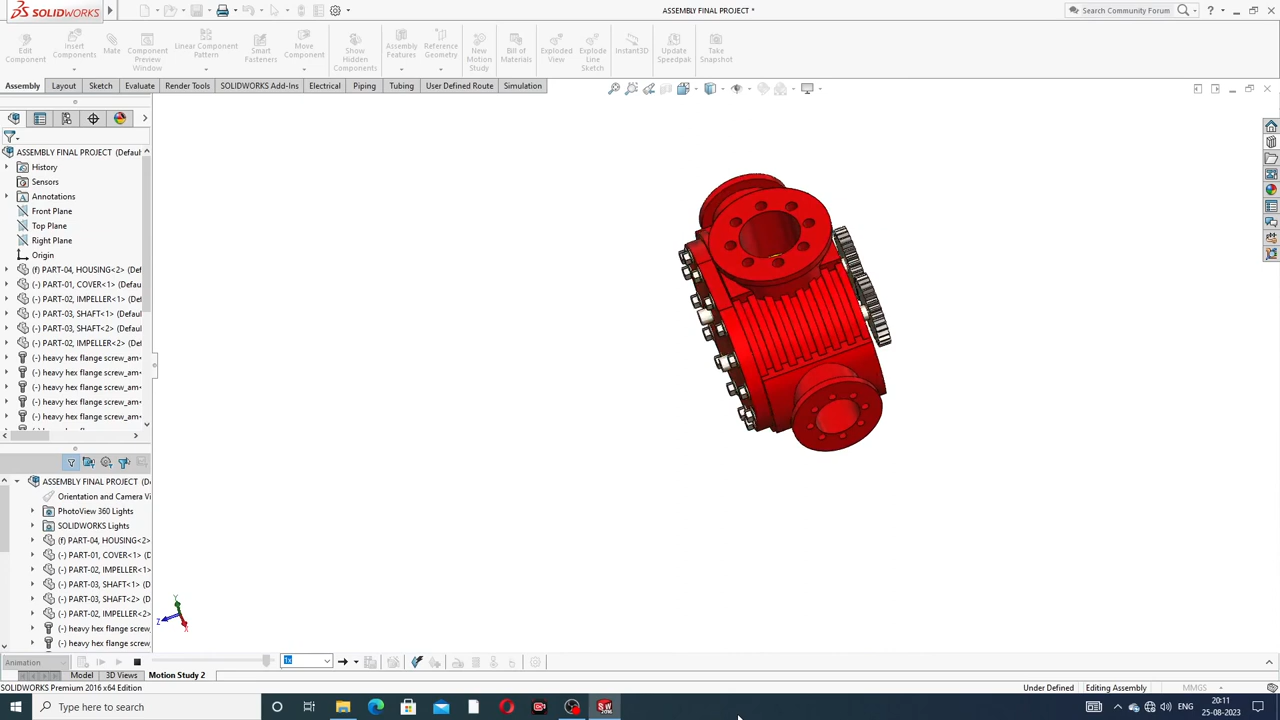 SOLIDWORKS
ASSEMBLY FINAL PROJECT *
Search Community Forum
Edit Component
Insert Components
Mate
Component Preview Window
Linear Component Pattern
Smart Fasteners
Move Component
Show Hidden Components
Assembly Features
Reference Geometry
New Motion Study
Bill of Materials
Exploded View
Explode Line Sketch
Instant3D
Update Speedpak
Take Snapshot
Assembly Layout Sketch Evaluate Render Tools SOLIDWORKS Add-Ins Electrical Piping Tubing User Defined Route Simulation
ASSEMBLY FINAL PROJECT (Defaul
History
Sensors
Annotations
Front Plane
Top Plane
Right Plane
Origin
(f) PART-04, HOUSING<2> (Def
(-) PART-01, COVER<1> (Defau
(-) PART-02, IMPELLER<1> (De
(-) PART-03, SHAFT<1> (Defau
(-) PART-03, SHAFT<2> (Defau
(-) PART-02, IMPELLER<2> (De
(-) heavy hex flange screw_am
(-) heavy hex flange screw_am
(-) heavy hex flange screw_am
(-) heavy hex flange screw_am
(-) heavy hex flange screw_am
ASSEMBLY FINAL PROJECT (D
Orientation and Camera Vi
PhotoView 360 Lights
SOLIDWORKS Lights
(f) PART-04, HOUSING<2> (
(-) PART-01, COVER<1> (De
(-) PART-02, IMPELLER<1>
(-) PART-03, SHAFT<1> (D
(-) PART-03, SHAFT<2> (D
(-) PART-02, IMPELLER<2>
(-) heavy hex flange screw_
(-) heavy hex flange screw_
Y
Z
X
Animation
1x
Model 3D Views Motion Study 2
SOLIDWORKS Premium 2016 x64 Edition
Under Defined Editing Assembly MMGS
Type here to search
ENG
20:11
25-08-2023